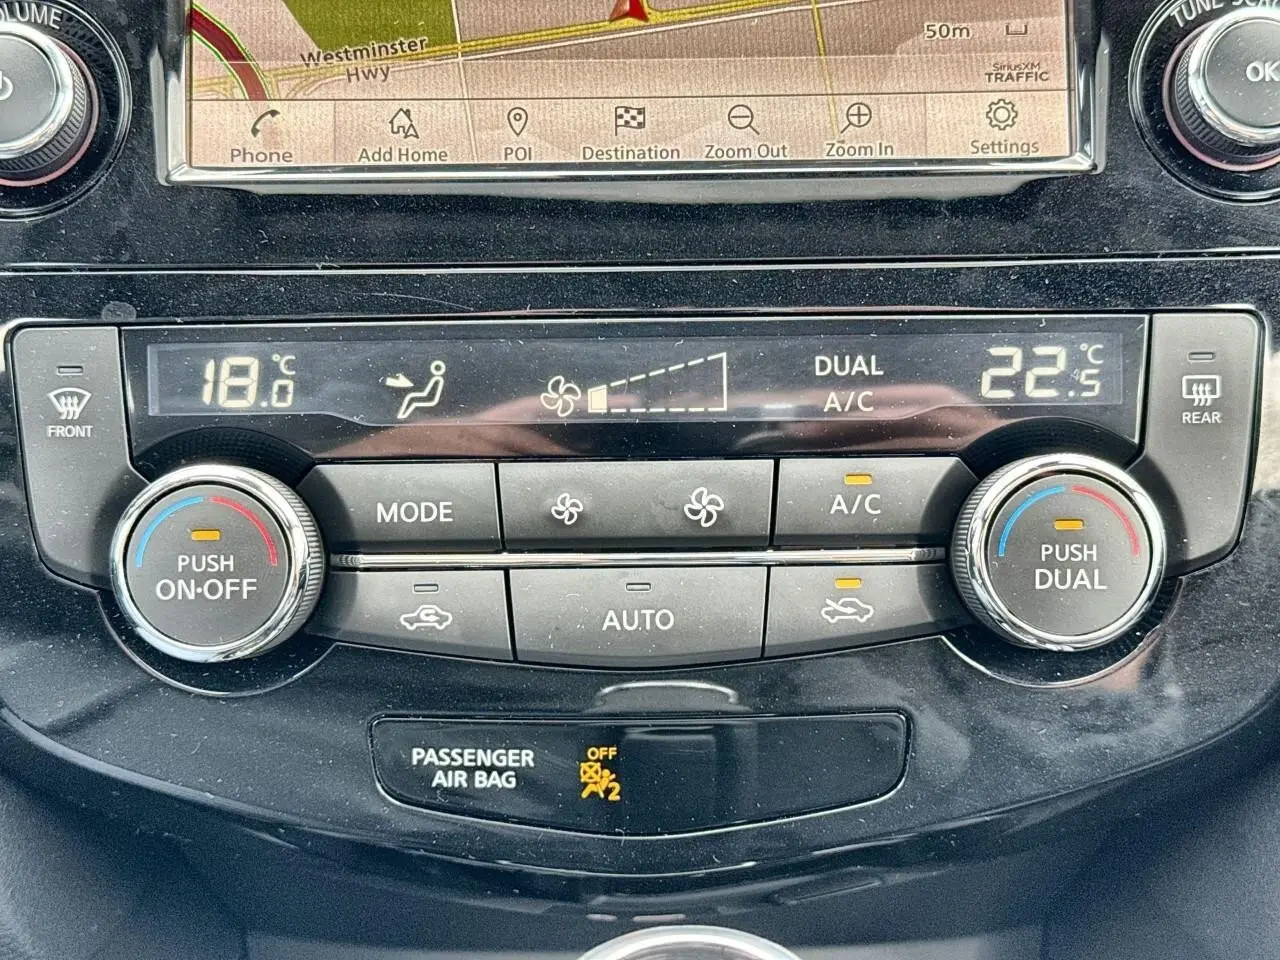 VOLUME
TUNE
Westminster
Hwy
50m
SiriusXM
TRAFFIC
Phone
Add Home
POI
Destination
Zoom Out
Zoom In
Settings
OK
18.0 °C
DUAL
A/C
22.5 °C
FRONT
REAR
MODE
A/C
PUSH
ON•OFF
PUSH
DUAL
AUTO
PASSENGER
AIR BAG
OFF
2